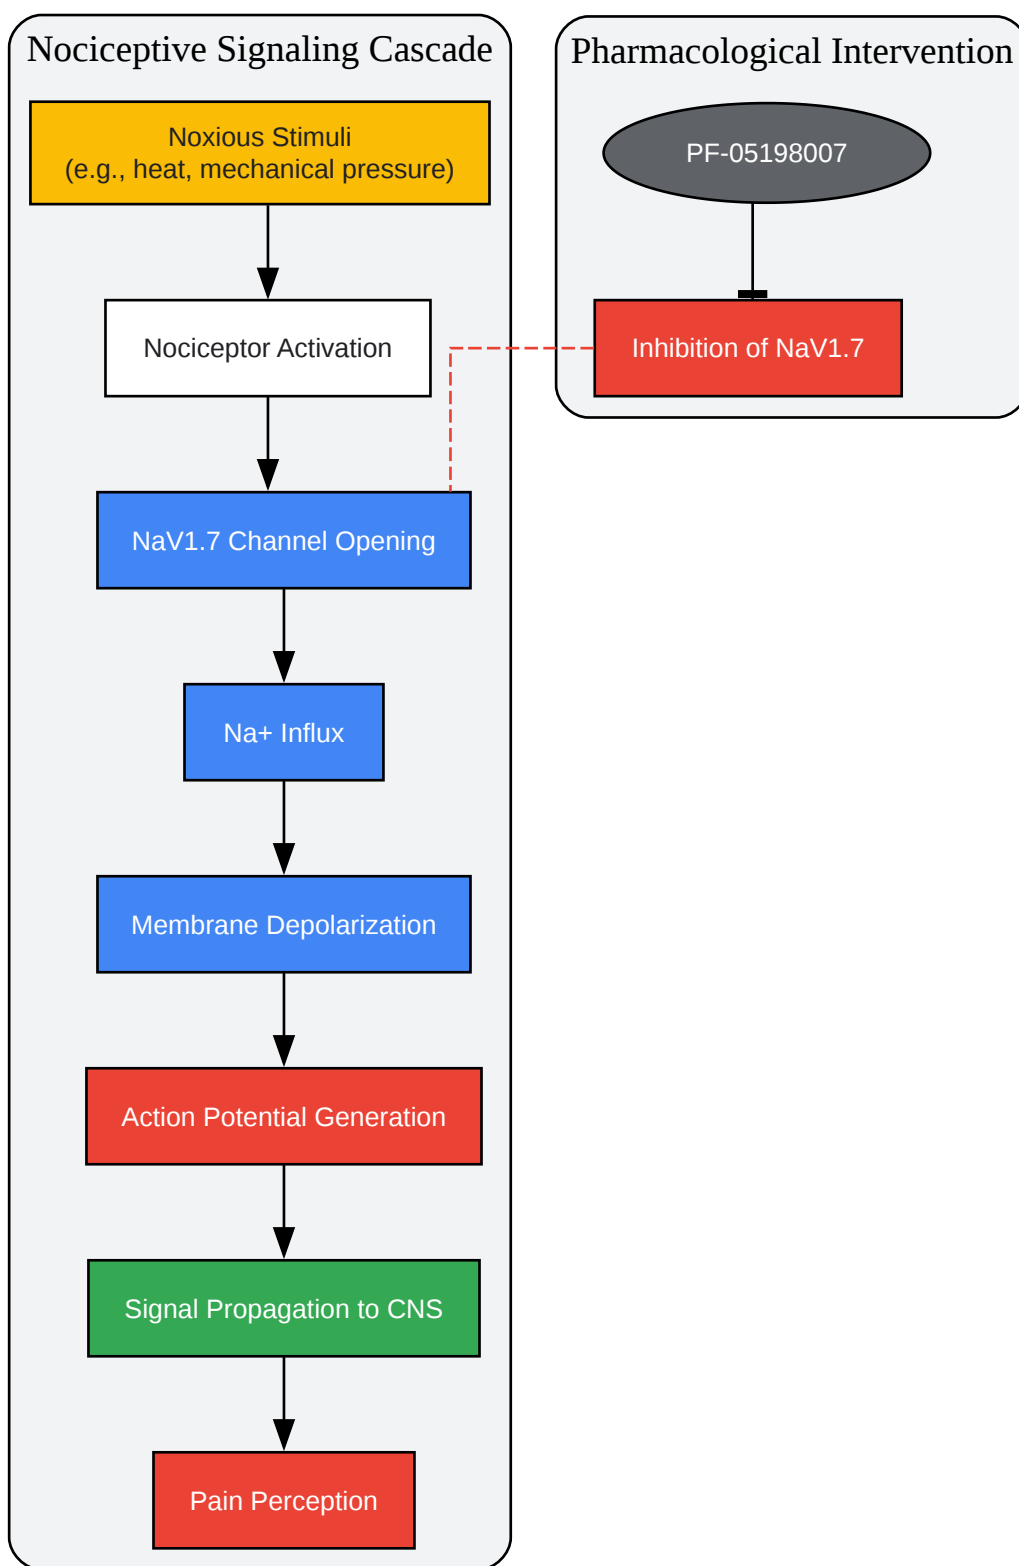 Nociceptive Signaling Cascade
Noxious Stimuli
(e.g., heat, mechanical pressure)
Nociceptor Activation
NaV1.7 Channel Opening
Na+ Influx
Membrane Depolarization
Action Potential Generation
Signal Propagation to CNS
Pain Perception
Pharmacological Intervention
PF-05198007
Inhibition of NaV1.7